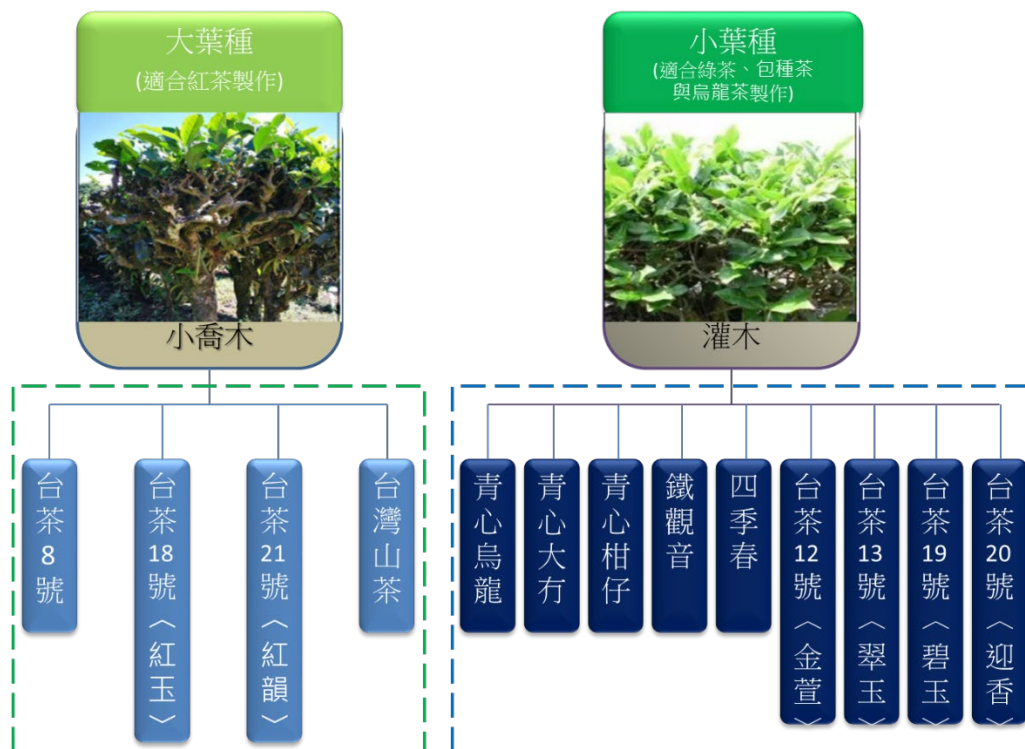 大葉種
(適合紅茶製作)
小喬木
台茶8號
台茶18號〈紅玉〉
台茶21號〈紅韻〉
台灣山茶
小葉種
(適合綠茶、包種茶
與烏龍茶製作)
灌木
青心烏龍
青心大冇
青心柑仔
鐵觀音
四季春
台茶12號〈金萱〉
台茶13號〈翠玉〉
台茶19號〈碧玉〉
台茶20號〈迎香〉